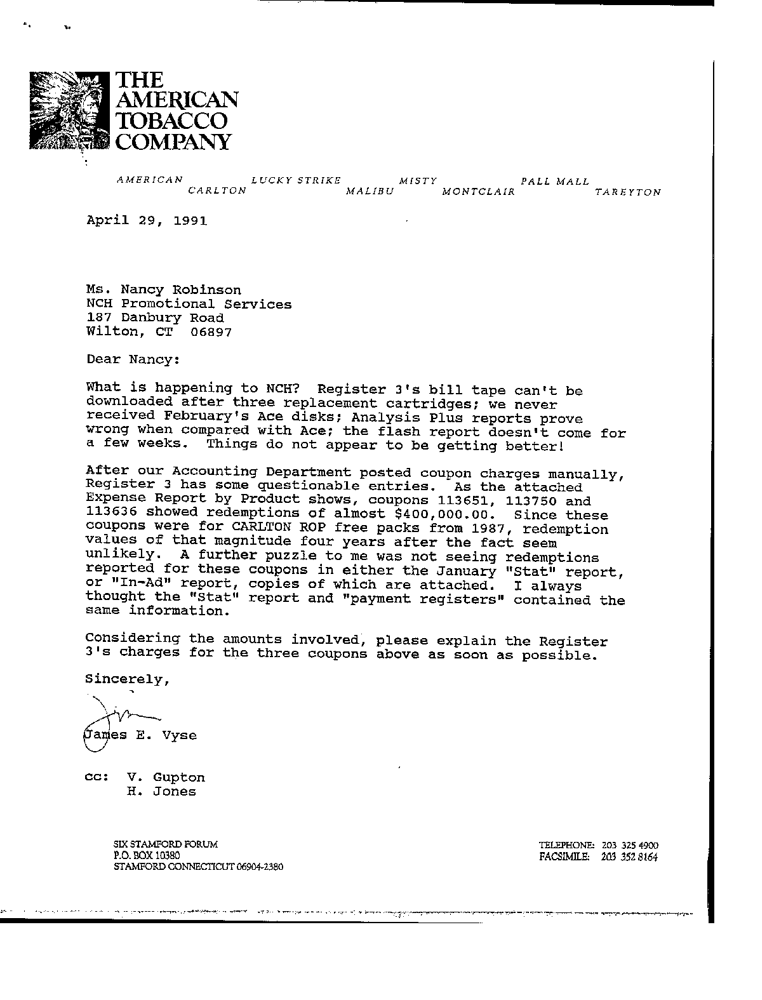 THE
AMERICAN
TOBACCO
COMPANY
AMERICAN LUCKY STRIKE MISTY PALL MALL
CARLTON MALIBU MONTCLAIR TAREYTON
April 29, 1991
Ms. Nancy Robinson
NCH Promotional Services
187 Danbury Road
Wilton, CT 06897
Dear Nancy:
What is happening to NCH? Register 3's bill tape can't be
downloaded after three replacement cartridges; we never
received February's Ace disks; Analysis Plus reports prove
wrong when compared with Ace; the flash report doesn't come for
a few weeks. Things do not appear to be getting better!
After our Accounting Department posted coupon charges manually,
Register 3 has some questionable entries. As the attached
Expense Report by Product shows, coupons 113651, 113750 and
113636 showed redemptions of almost $400,000.00. Since these
coupons were for CARLTON ROP free packs from 1987, redemption
values of that magnitude four years after the fact seem
unlikely. A further puzzle to me was not seeing redemptions
reported for these coupons in either the January "Stat" report,
or "In-Ad" report, copies of which are attached. I always
thought the "Stat" report and "payment registers" contained the
same information.
Considering the amounts involved, please explain the Register
3's charges for the three coupons above as soon as possible.
Sincerely,
Jim
James E. Vyse
cc: V. Gupton
H. Jones
SIX STAMFORD FORUM
P.O. BOX 10380
STAMFORD CONNECTICUT 06904-2380
TELEPHONE: 203 325 4900
FACSIMILE: 203 352 8164